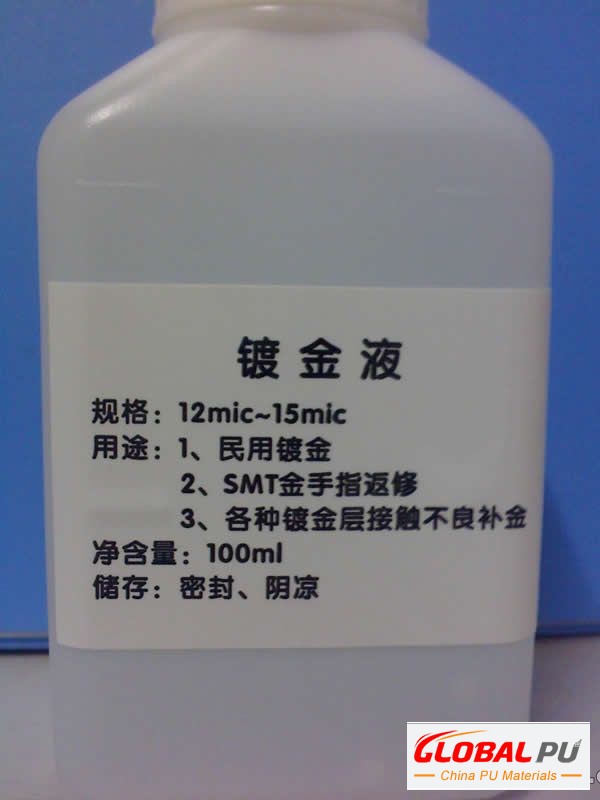 镀金液
规格：12mic~15mic
用途：1、民用镀金
2、SMT金手指返修
3、各种镀金层接触不良补金
净含量：100ml
储存：密封、阴凉
GLOBAL PU
China PU Materials